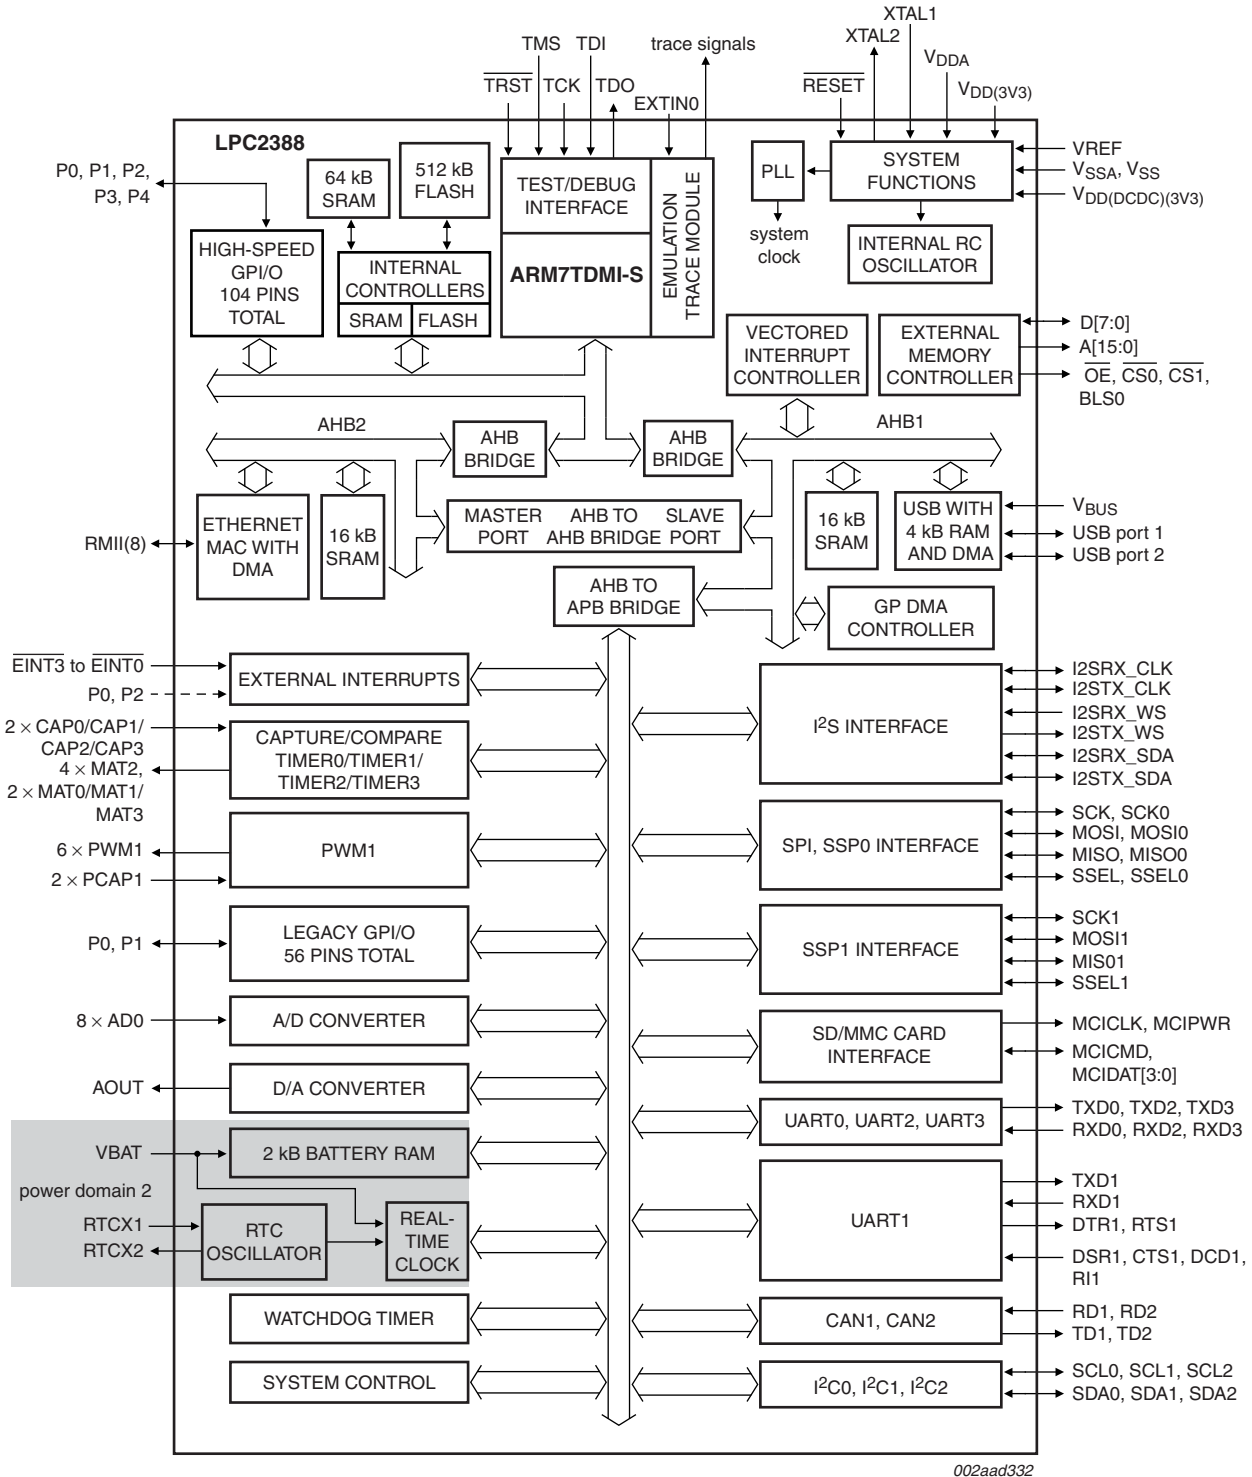 XTAL1
XTAL2
TMS TDI
trace signals
VDDA
TRST TCK TDO
RESET
VDD(3V3)
EXTIN0
LPC2388
P0, P1, P2,
P3, P4
64 kB
SRAM
512 kB
FLASH
TEST/DEBUG
INTERFACE
EMULATION
TRACE MODULE
PLL
SYSTEM
FUNCTIONS
VREF
VSSA, VSS
VDD(DCDC)(3V3)
system
clock
INTERNAL RC
OSCILLATOR
HIGH-SPEED
GPI/O
104 PINS
TOTAL
INTERNAL
CONTROLLERS
SRAM FLASH
ARM7TDMI-S
VECTORED
INTERRUPT
CONTROLLER
EXTERNAL
MEMORY
CONTROLLER
D[7:0]
A[15:0]
OE, CS0, CS1,
BLS0
AHB2
AHB
BRIDGE
AHB
BRIDGE
AHB1
ETHERNET
MAC WITH
DMA
16 kB
SRAM
MASTER
PORT
AHB TO
AHB BRIDGE
SLAVE
PORT
16 kB
SRAM
USB WITH
4 kB RAM
AND DMA
VBUS
USB port 1
USB port 2
RMII(8)
AHB TO
APB BRIDGE
GP DMA
CONTROLLER
EINT3 to EINT0
P0, P2
EXTERNAL INTERRUPTS
I2S INTERFACE
I2SRX_CLK
I2STX_CLK
I2SRX_WS
I2STX_WS
I2SRX_SDA
I2STX_SDA
2 × CAP0/CAP1/
CAP2/CAP3
4 × MAT2,
2 × MAT0/MAT1/
MAT3
CAPTURE/COMPARE
TIMER0/TIMER1/
TIMER2/TIMER3
6 × PWM1
2 × PCAP1
PWM1
SPI, SSP0 INTERFACE
SCK, SCK0
MOSI, MOSI0
MISO, MISO0
SSEL, SSEL0
P0, P1
LEGACY GPI/O
56 PINS TOTAL
SSP1 INTERFACE
SCK1
MOSI1
MIS01
SSEL1
8 × AD0
A/D CONVERTER
SD/MMC CARD
INTERFACE
MCICLK, MCIPWR
MCICMD,
MCIDAT[3:0]
AOUT
D/A CONVERTER
UART0, UART2, UART3
TXD0, TXD2, TXD3
RXD0, RXD2, RXD3
VBAT
2 kB BATTERY RAM
power domain 2
RTCX1
RTCX2
RTC
OSCILLATOR
REAL-
TIME
CLOCK
UART1
TXD1
RXD1
DTR1, RTS1
DSR1, CTS1, DCD1,
RI1
WATCHDOG TIMER
CAN1, CAN2
RD1, RD2
TD1, TD2
SYSTEM CONTROL
I2C0, I2C1, I2C2
SCL0, SCL1, SCL2
SDA0, SDA1, SDA2
002aad332